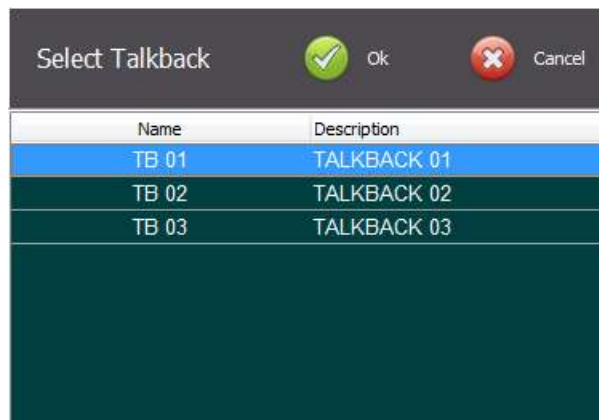 Select Talkback Ok Cancel
Name Description
TB 01 TALKBACK 01
TB 02 TALKBACK 02
TB 03 TALKBACK 03